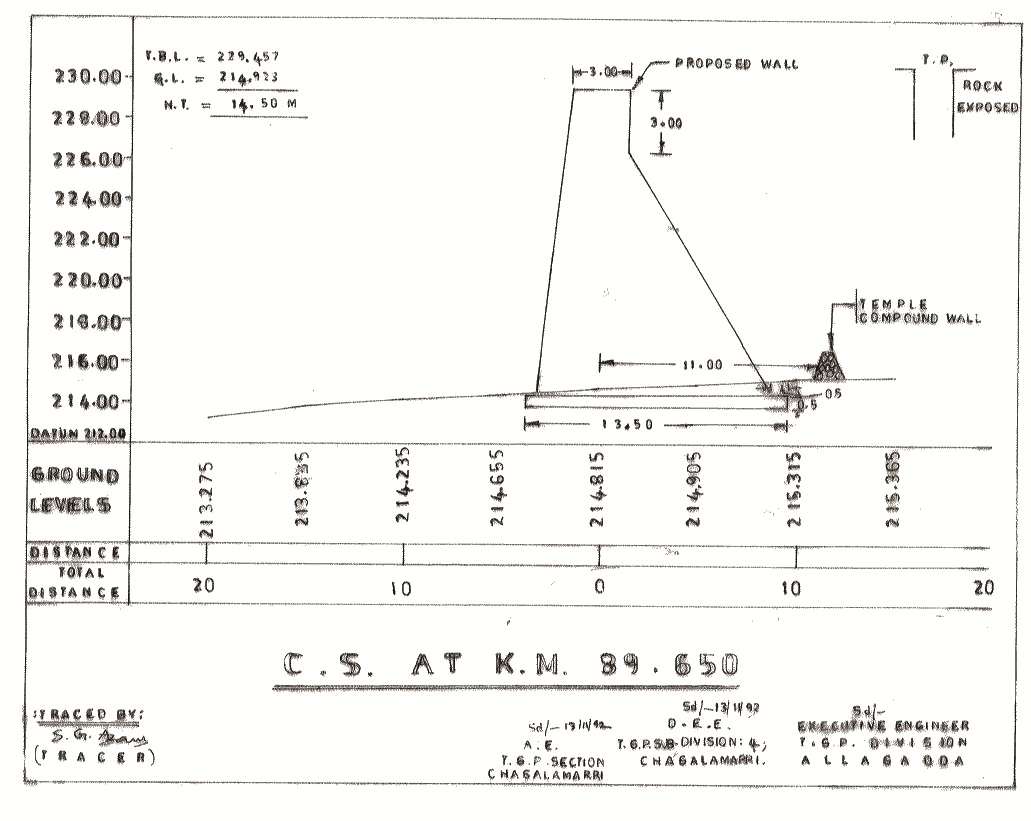 T.B.L. = 229.457
G.L. = 214.923
H.T. = 14.50 M
3.00
PROPOSED WALL
3.00
T.P.
ROCK
EXPOSED
230.00
228.00
226.00
224.00
222.00
220.00
218.00
216.00
214.00
DATUM 212.00
TEMPLE
COMPOUND WALL
11.00
0.5
0.5
13.50
GROUND
LEVELS
213.275
213.835
214.235
214.655
214.815
214.905
215.315
215.365
DISTANCE
TOTAL
DISTANCE
20 10 0 10 20
C.S. AT K.M. 89.650
:TRACED BY:
S. G.
(TRACER)
Sd/- 13/11/92
A.E.
T.G.P. SECTION
CHAGALAMARRI
Sd/-13/11/92
D.E.E.
T.G.P. SUB-DIVISION: 4,
CHAGALAMARRI.
Sd/-
EXECUTIVE ENGINEER
T.G.P. DIVISION
ALLAGADDA